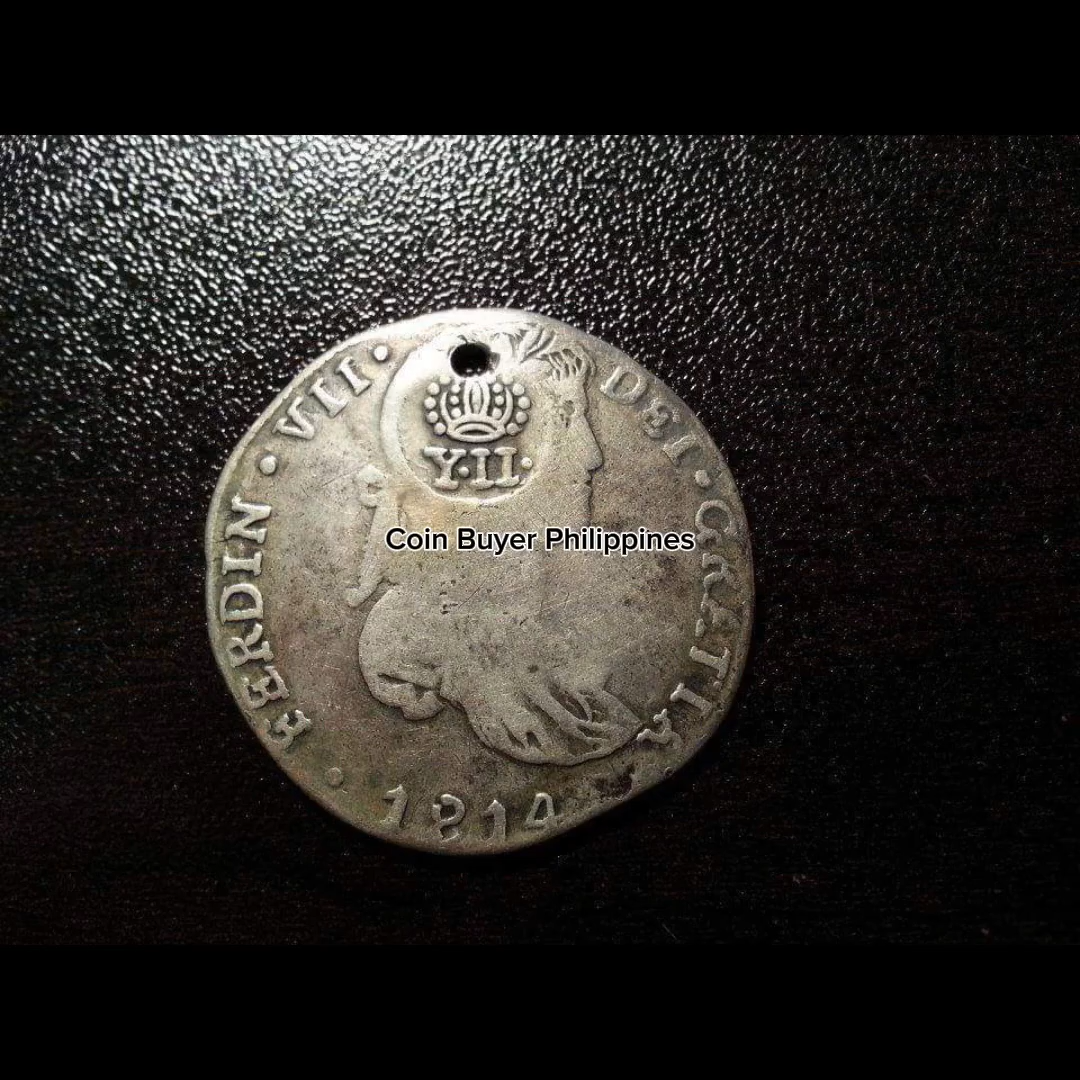 FERDIN · VII · DEI · GRATIA
· 1814
Y·II·
Coin Buyer Philippines